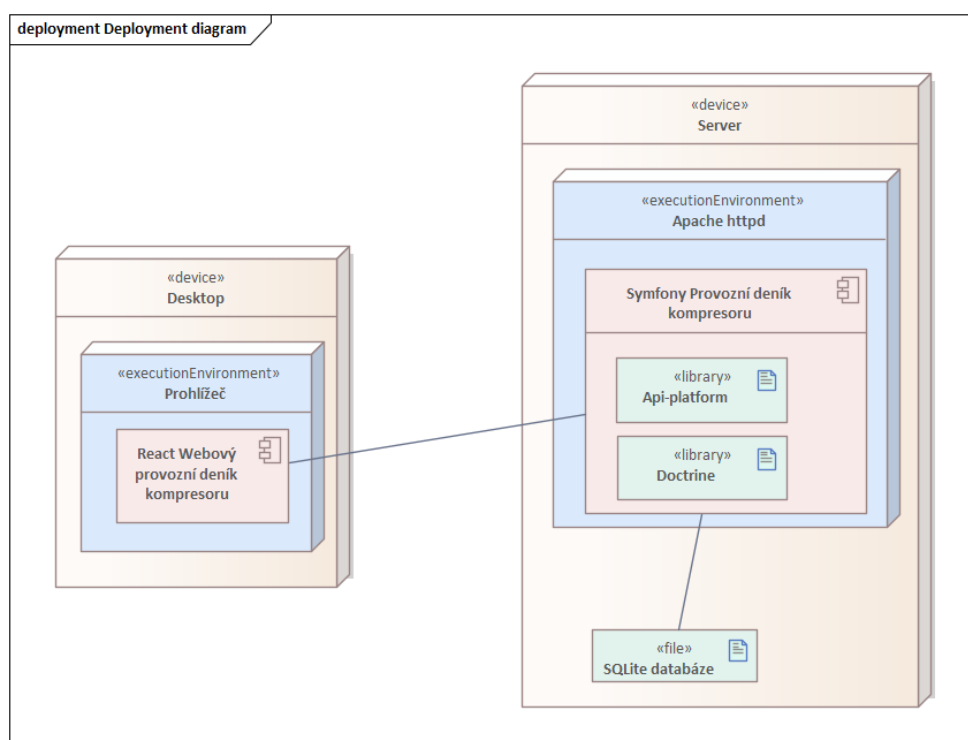 deployment Deployment diagram
«device»
Server
«executionEnvironment»
Apache httpd
Symfony Provozní deník
kompresoru
«library»
Api-platform
«library»
Doctrine
«file»
SQLite databáze
«device»
Desktop
«executionEnvironment»
Prohlížeč
React Webový
provozní deník
kompresoru